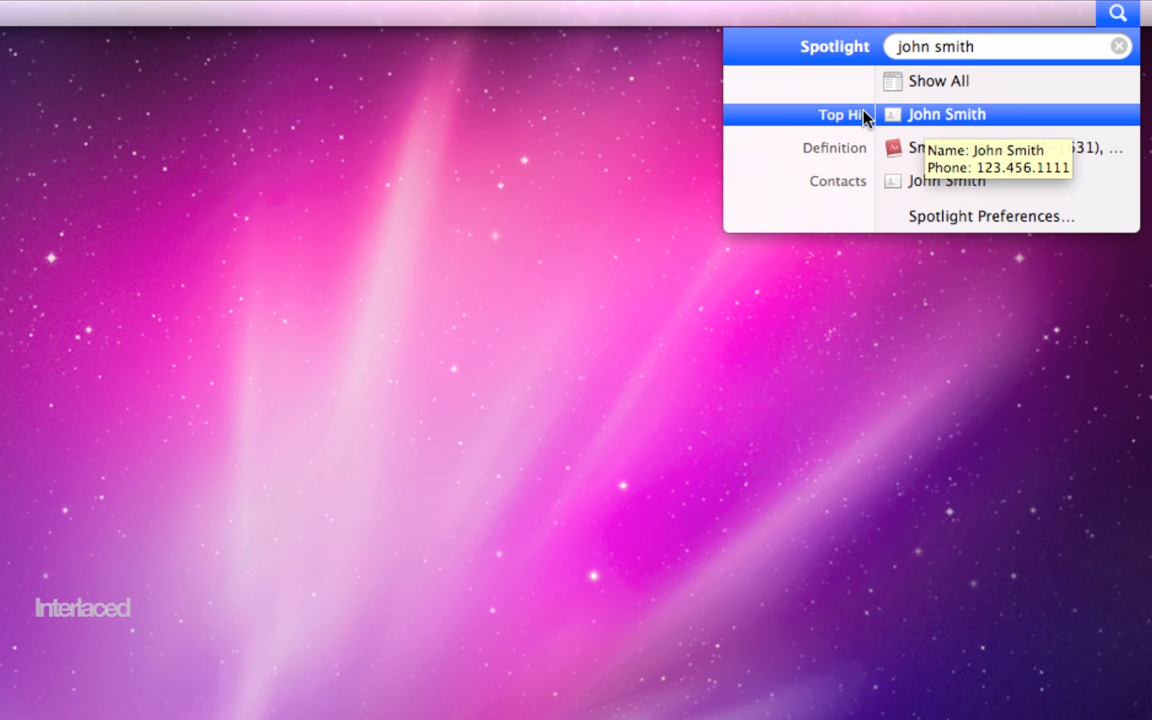 Spotlight john smith
Show All
Top Hi John Smith
Definition Sm 631), ...
Name: John Smith
Phone: 123.456.1111
Contacts John Smith
Spotlight Preferences...
Interlaced